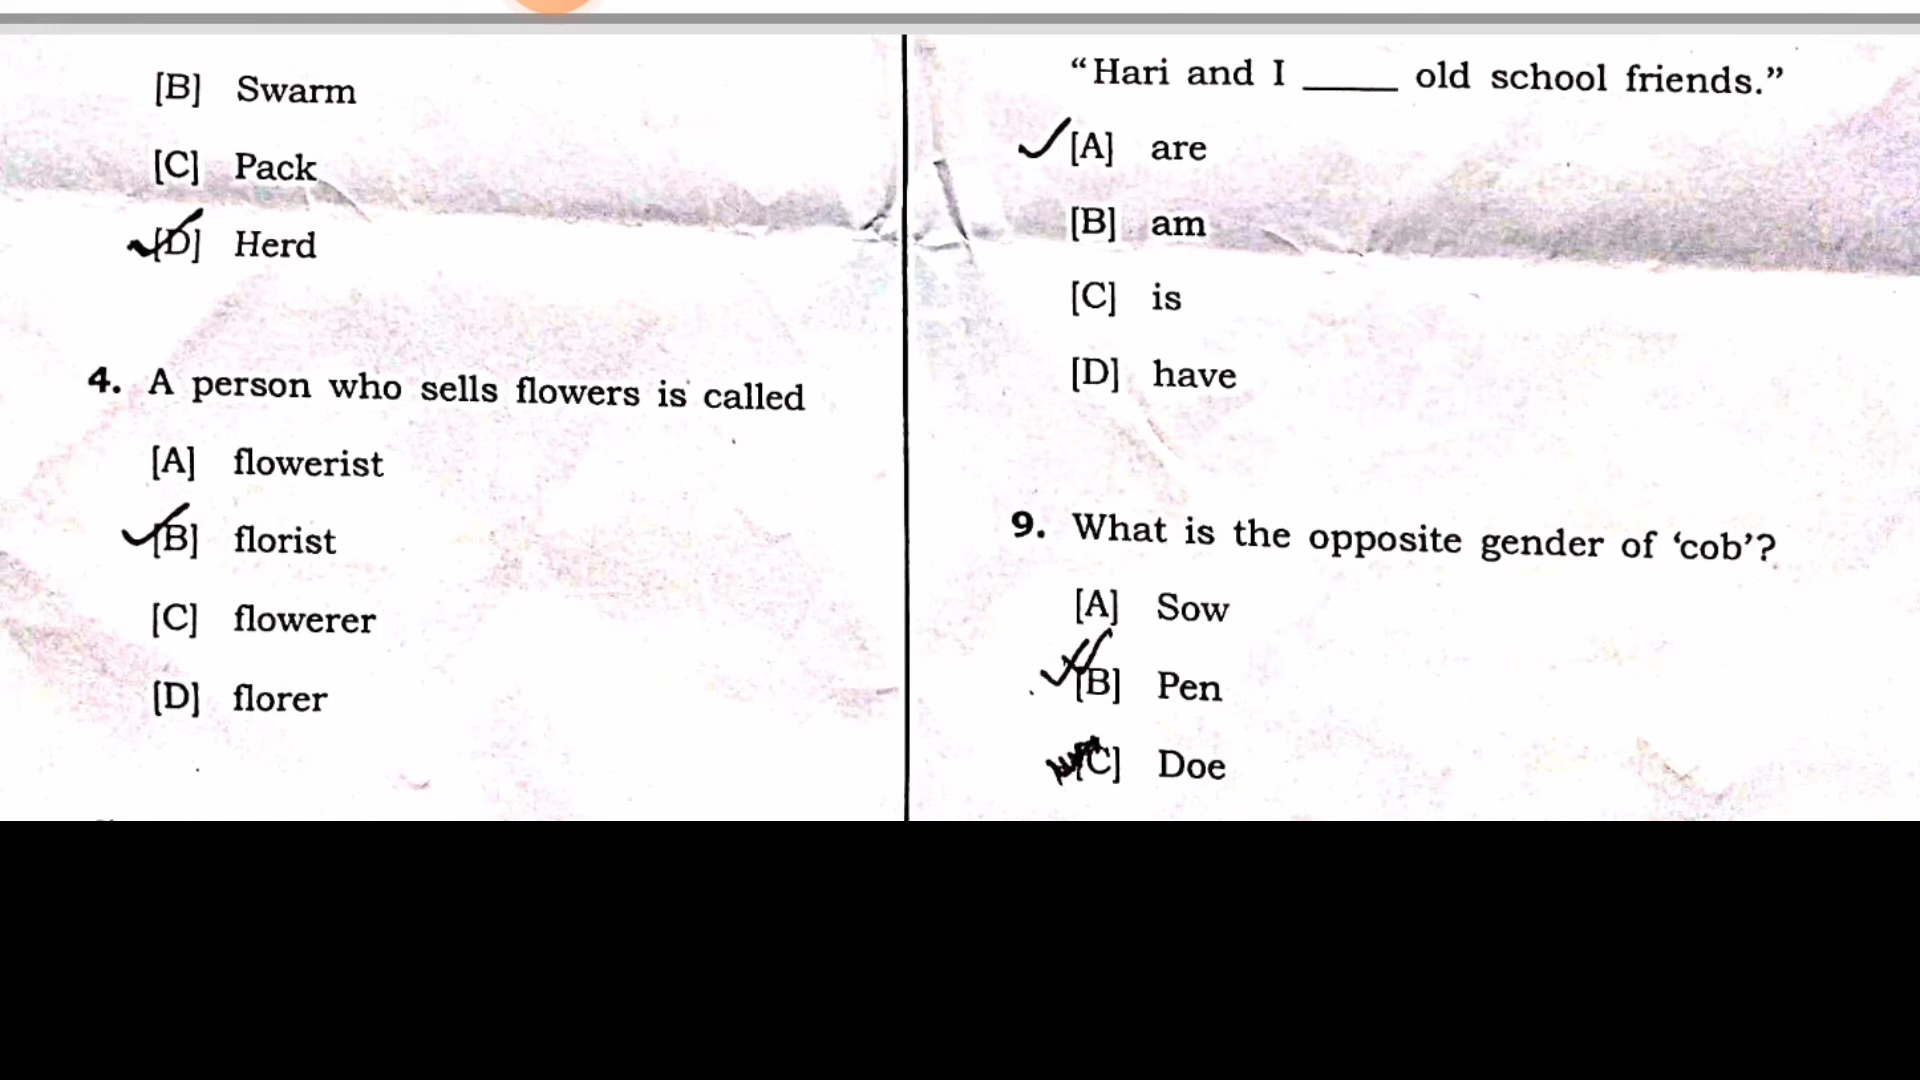 [B] Swarm
[C] Pack
[D] Herd
4. A person who sells flowers is called
[A] flowerist
[B] florist
[C] flowerer
[D] florer
“Hari and I _____ old school friends.”
[A] are
[B] am
[C] is
[D] have
9. What is the opposite gender of ‘cob’?
[A] Sow
[B] Pen
[C] Doe